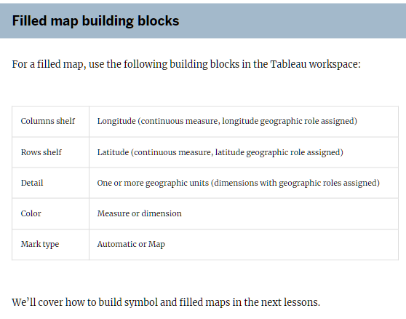 Filled map building blocks
For a filled map, use the following building blocks in the Tableau workspace:
Columns shelf Longitude (continuous measure, longitude geographic role assigned)
Rows shelf Latitude (continuous measure, latitude geographic role assigned)
Detail One or more geographic units (dimensions with geographic roles assigned)
Color Measure or dimension
Mark type Automatic or Map
We'll cover how to build symbol and filled maps in the next lessons.